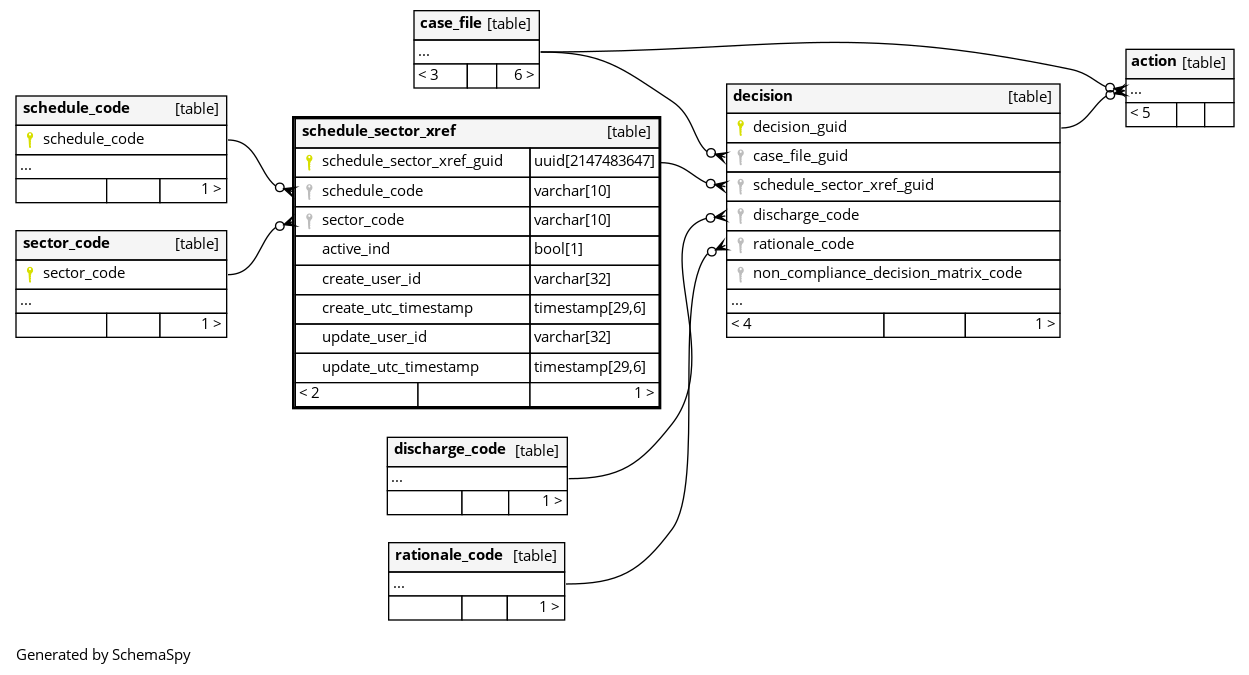 case_file [table]
...
< 3 6 >
action [table]
...
< 5
schedule_code [table]
schedule_code
...
1 >
sector_code [table]
sector_code
...
1 >
schedule_sector_xref [table]
schedule_sector_xref_guid uuid[2147483647]
schedule_code varchar[10]
sector_code varchar[10]
active_ind bool[1]
create_user_id varchar[32]
create_utc_timestamp timestamp[29,6]
update_user_id varchar[32]
update_utc_timestamp timestamp[29,6]
< 2 1 >
decision [table]
decision_guid
case_file_guid
schedule_sector_xref_guid
discharge_code
rationale_code
non_compliance_decision_matrix_code
...
< 4 1 >
discharge_code [table]
...
1 >
rationale_code [table]
...
1 >
Generated by SchemaSpy